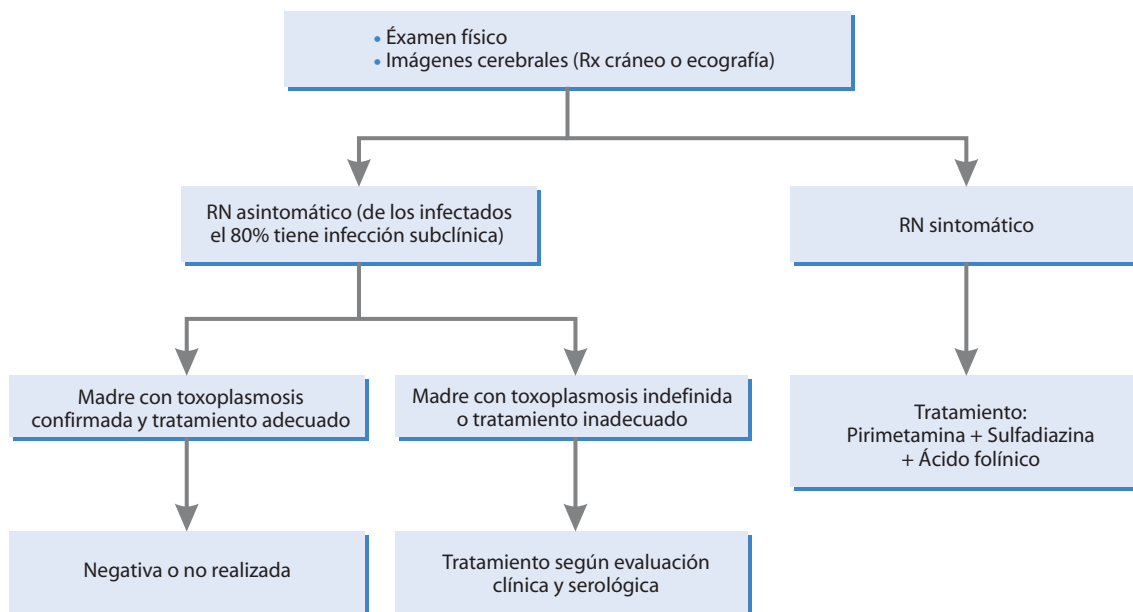 • Éxamen físico
• Imágenes cerebrales (Rx cráneo o ecografía)
RN asintomático (de los infectados
el 80% tiene infección subclínica)
RN sintomático
Madre con toxoplasmosis
confirmada y tratamiento adecuado
Madre con toxoplasmosis indefinida
o tratamiento inadecuado
Tratamiento:
Pirimetamina + Sulfadiazina
+ Ácido folínico
Negativa o no realizada
Tratamiento según evaluación
clínica y serológica